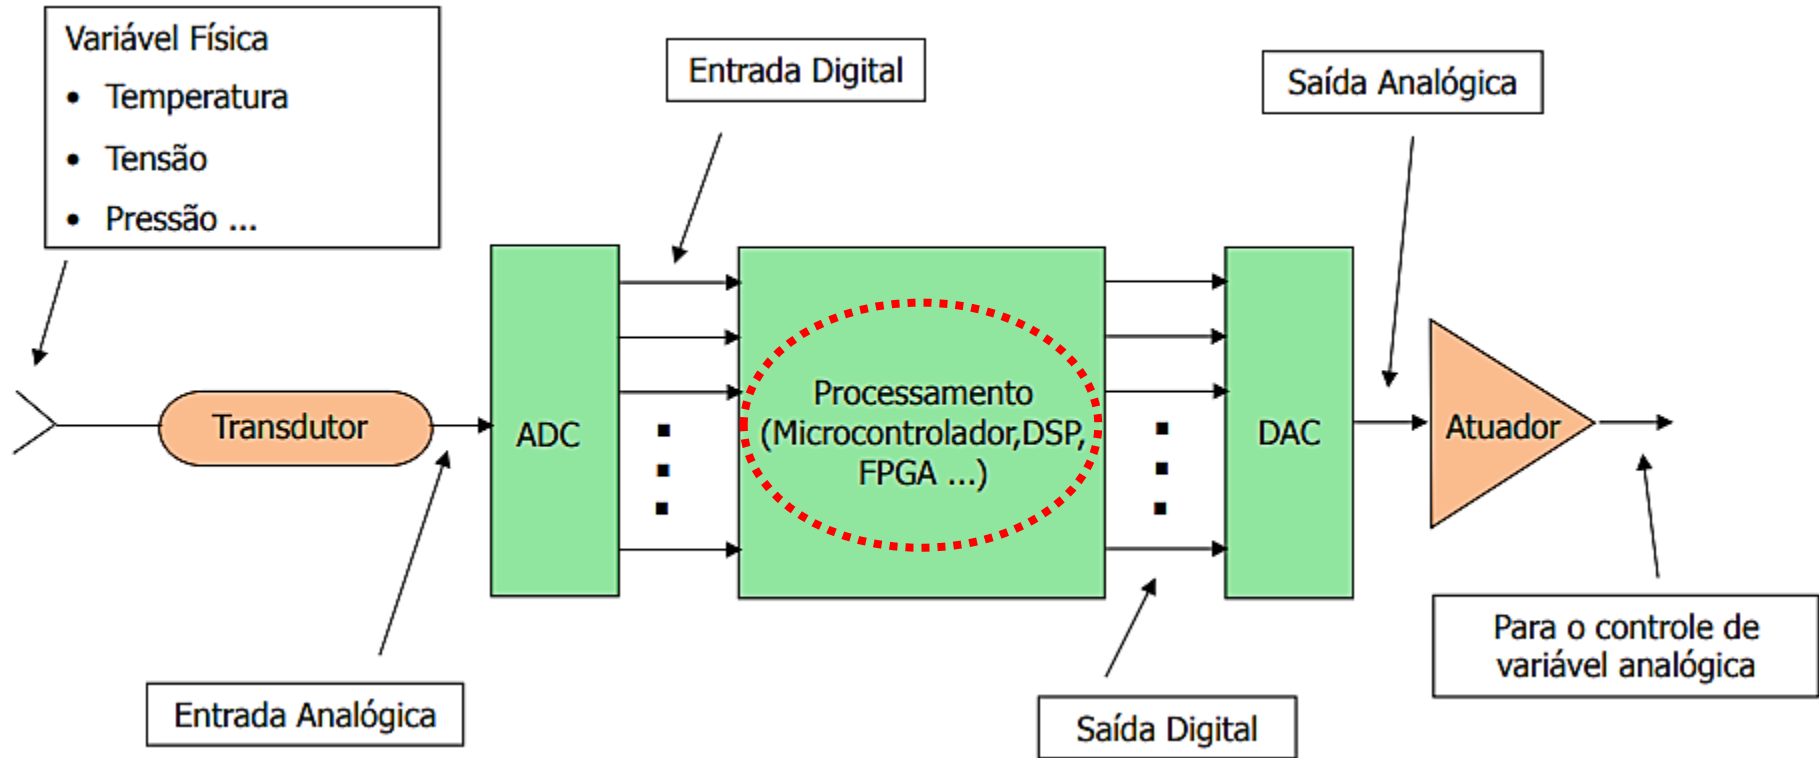 Variável Física
• Temperatura
• Tensão
• Pressão ...
Entrada Digital
Saída Analógica
Transdutor
ADC
Processamento
(Microcontrolador,DSP,
FPGA ...)
DAC
Atuador
Entrada Analógica
Saída Digital
Para o controle de
variável analógica